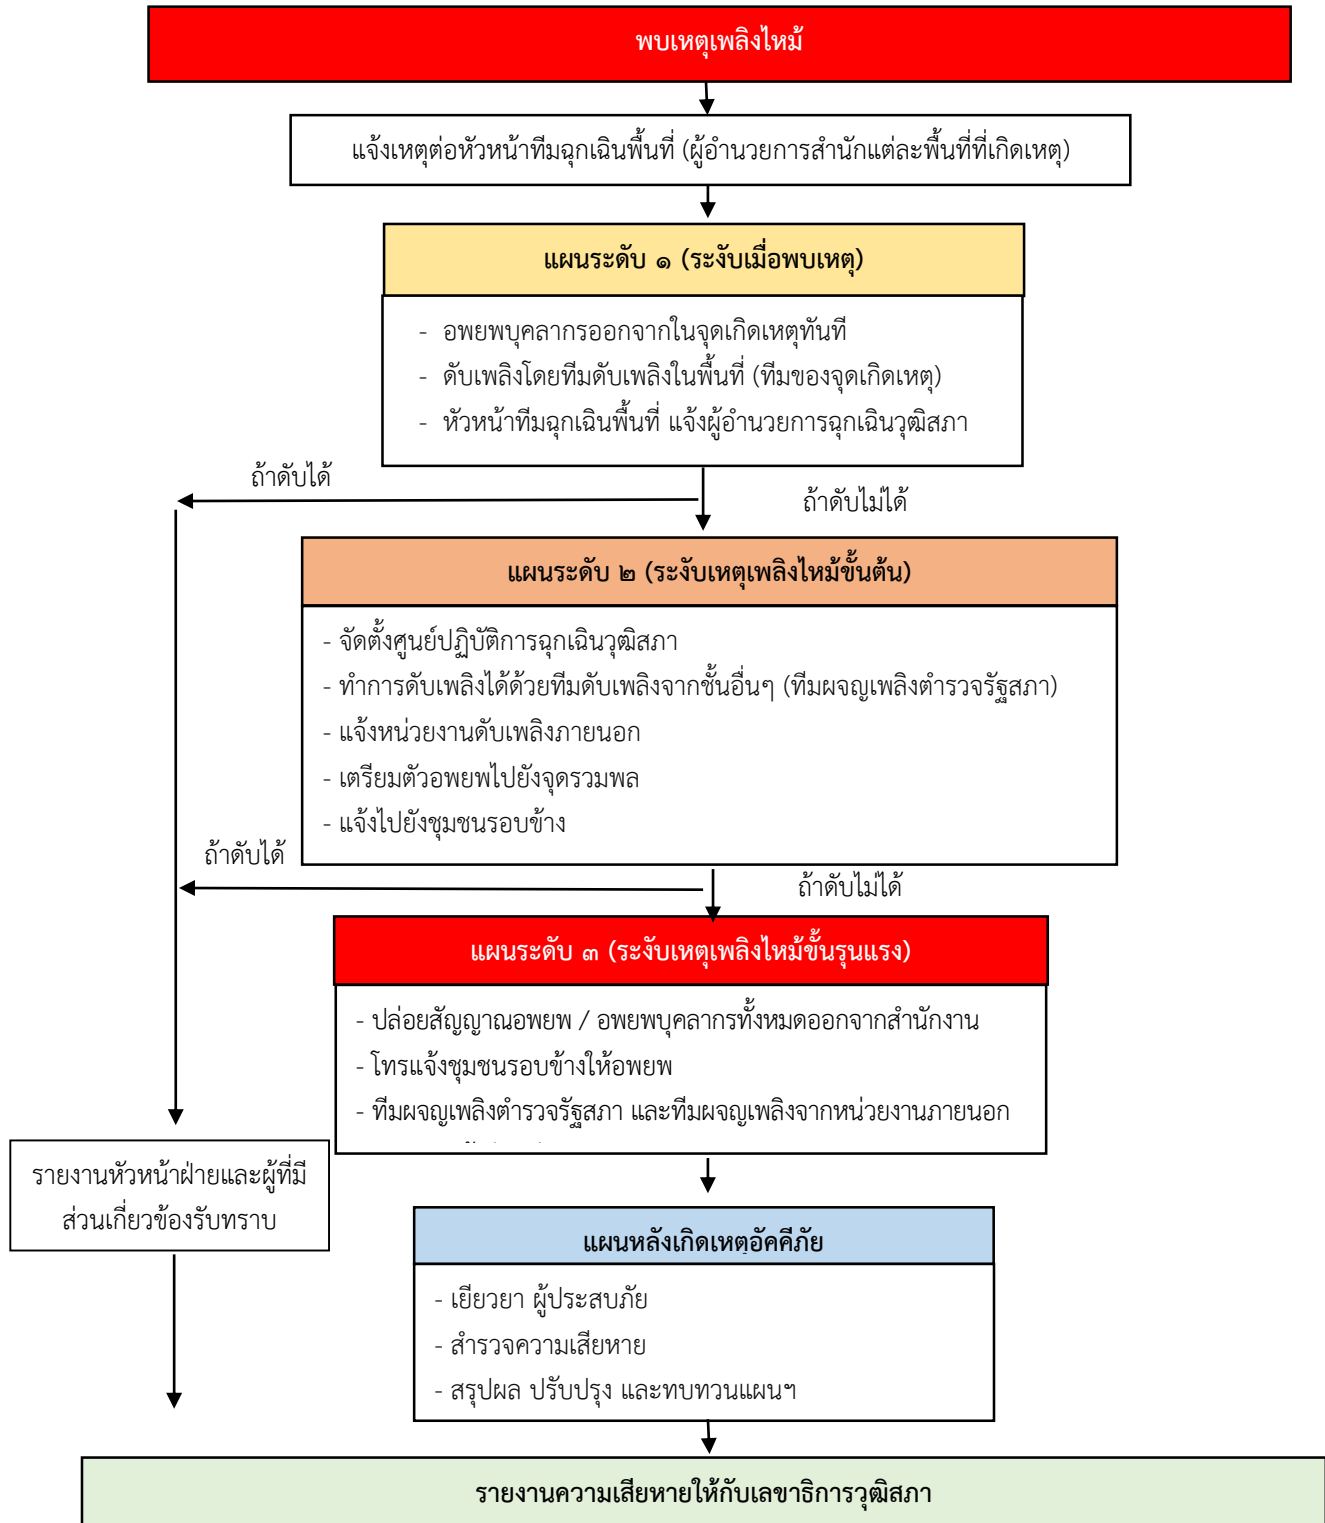 พบเหตุเพลิงไหม้
แจ้งเหตุต่อหัวหน้าทีมฉุกเฉินพื้นที่ (ผู้อำนวยการสำนักแต่ละพื้นที่ที่เกิดเหตุ)
แผนระดับ ๑ (ระงับเมื่อพบเหตุ)
- อพยพบุคลากรออกจากในจุดเกิดเหตุทันที
- ดับเพลิงโดยทีมดับเพลิงในพื้นที่ (ทีมของจุดเกิดเหตุ)
- หัวหน้าทีมฉุกเฉินพื้นที่ แจ้งผู้อำนวยการฉุกเฉินวุฒิสภา
ถ้าดับได้
ถ้าดับไม่ได้
แผนระดับ ๒ (ระงับเหตุเพลิงไหม้ขั้นต้น)
- จัดตั้งศูนย์ปฏิบัติการฉุกเฉินวุฒิสภา
- ทำการดับเพลิงได้ด้วยทีมดับเพลิงจากชั้นอื่นๆ (ทีมผจญเพลิงตำรวจรัฐสภา)
- แจ้งหน่วยงานดับเพลิงภายนอก
- เตรียมตัวอพยพไปยังจุดรวมพล
- แจ้งไปยังชุมชนรอบข้าง
ถ้าดับได้
ถ้าดับไม่ได้
แผนระดับ ๓ (ระงับเหตุเพลิงไหม้ขั้นรุนแรง)
- ปล่อยสัญญาณอพยพ / อพยพบุคลากรทั้งหมดออกจากสำนักงาน
- โทรแจ้งชุมชนรอบข้างให้อพยพ
- ทีมผจญเพลิงตำรวจรัฐสภา และทีมผจญเพลิงจากหน่วยงานภายนอก
รายงานหัวหน้าฝ่ายและผู้ที่มี
ส่วนเกี่ยวข้องรับทราบ
แผนหลังเกิดเหตุอัคคีภัย
- เยียวยา ผู้ประสบภัย
- สำรวจความเสียหาย
- สรุปผล ปรับปรุง และทบทวนแผนฯ
รายงานความเสียหายให้กับเลขาธิการวุฒิสภา